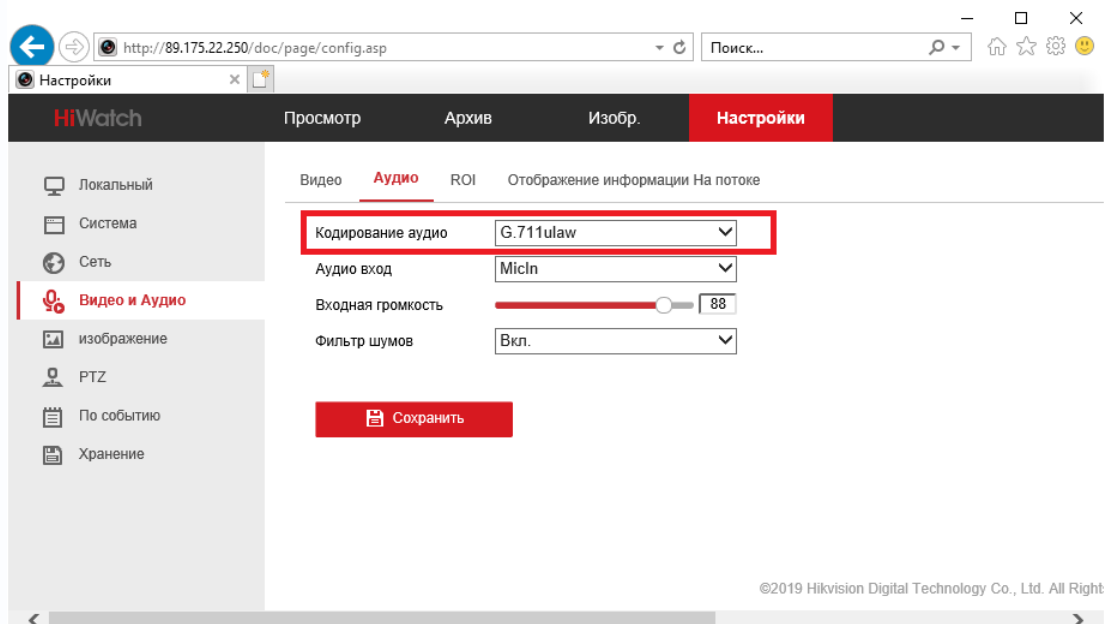 http://89.175.22.250/doc/page/config.asp
Поиск...
Настройки
HiWatch
Просмотр Архив Изобр. Настройки
Локальный
Система
Сеть
Видео и Аудио
изображение
PTZ
По событию
Хранение
Видео Аудио ROI Отображение информации На потоке
Кодирование аудио G.711ulaw
Аудио вход MicIn
Входная громкость 88
Фильтр шумов Вкл.
Сохранить
©2019 Hikvision Digital Technology Co., Ltd. All Right